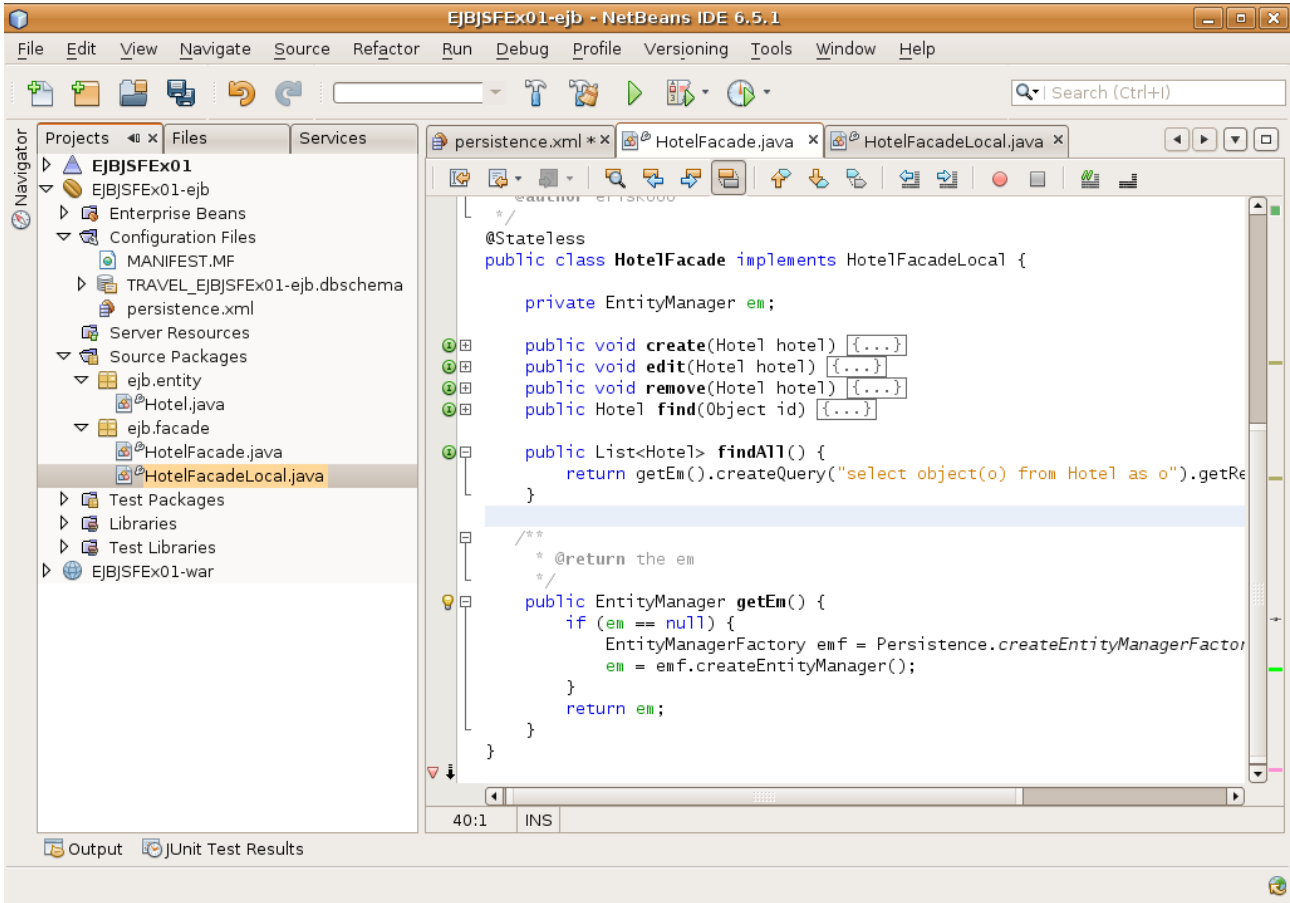 EJBJSFEx01-ejb - NetBeans IDE 6.5.1
File Edit View Navigate Source Refactor Run Debug Profile Versioning Tools Window Help
Search (Ctrl+I)
Navigator
Projects Files Services
persistence.xml * HotelFacade.java HotelFacadeLocal.java
EJBJSFEx01
EJBJSFEx01-ejb
Enterprise Beans
Configuration Files
MANIFEST.MF
TRAVEL_EJBJSFEx01-ejb.dbschema
persistence.xml
Server Resources
Source Packages
ejb.entity
Hotel.java
ejb.facade
HotelFacade.java
HotelFacadeLocal.java
Test Packages
Libraries
Test Libraries
EJBJSFEx01-war
*/
@Stateless
public class HotelFacade implements HotelFacadeLocal {
private EntityManager em;
public void create(Hotel hotel) {...}
public void edit(Hotel hotel) {...}
public void remove(Hotel hotel) {...}
public Hotel find(Object id) {...}
public List<Hotel> findAll() {
return getEm().createQuery("select object(o) from Hotel as o").getRe
}
/**
* @return the em
*/
public EntityManager getEm() {
if (em == null) {
EntityManagerFactory emf = Persistence.createEntityManagerFactor
em = emf.createEntityManager();
}
return em;
}
}
40:1 INS
Output JUnit Test Results